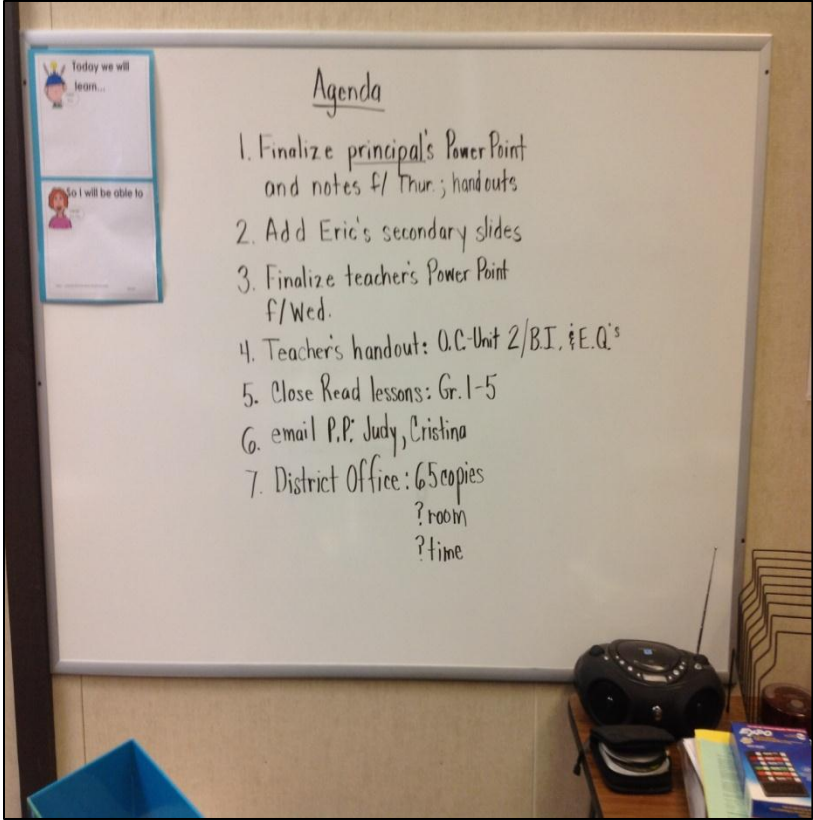 Today we will
learn...
So I will be able to
Agenda
1. Finalize principal's PowerPoint
and notes f/ Thur.; handouts
2. Add Eric's secondary slides
3. Finalize teacher's Power Point
f/Wed.
4. Teacher's handout: O.C-Unit 2/B.I. & E.Q's
5. Close Read lessons: Gr. 1-5
6. email P.P.: Judy, Cristina
7. District Office: 65 copies
? room
? time
EXPO